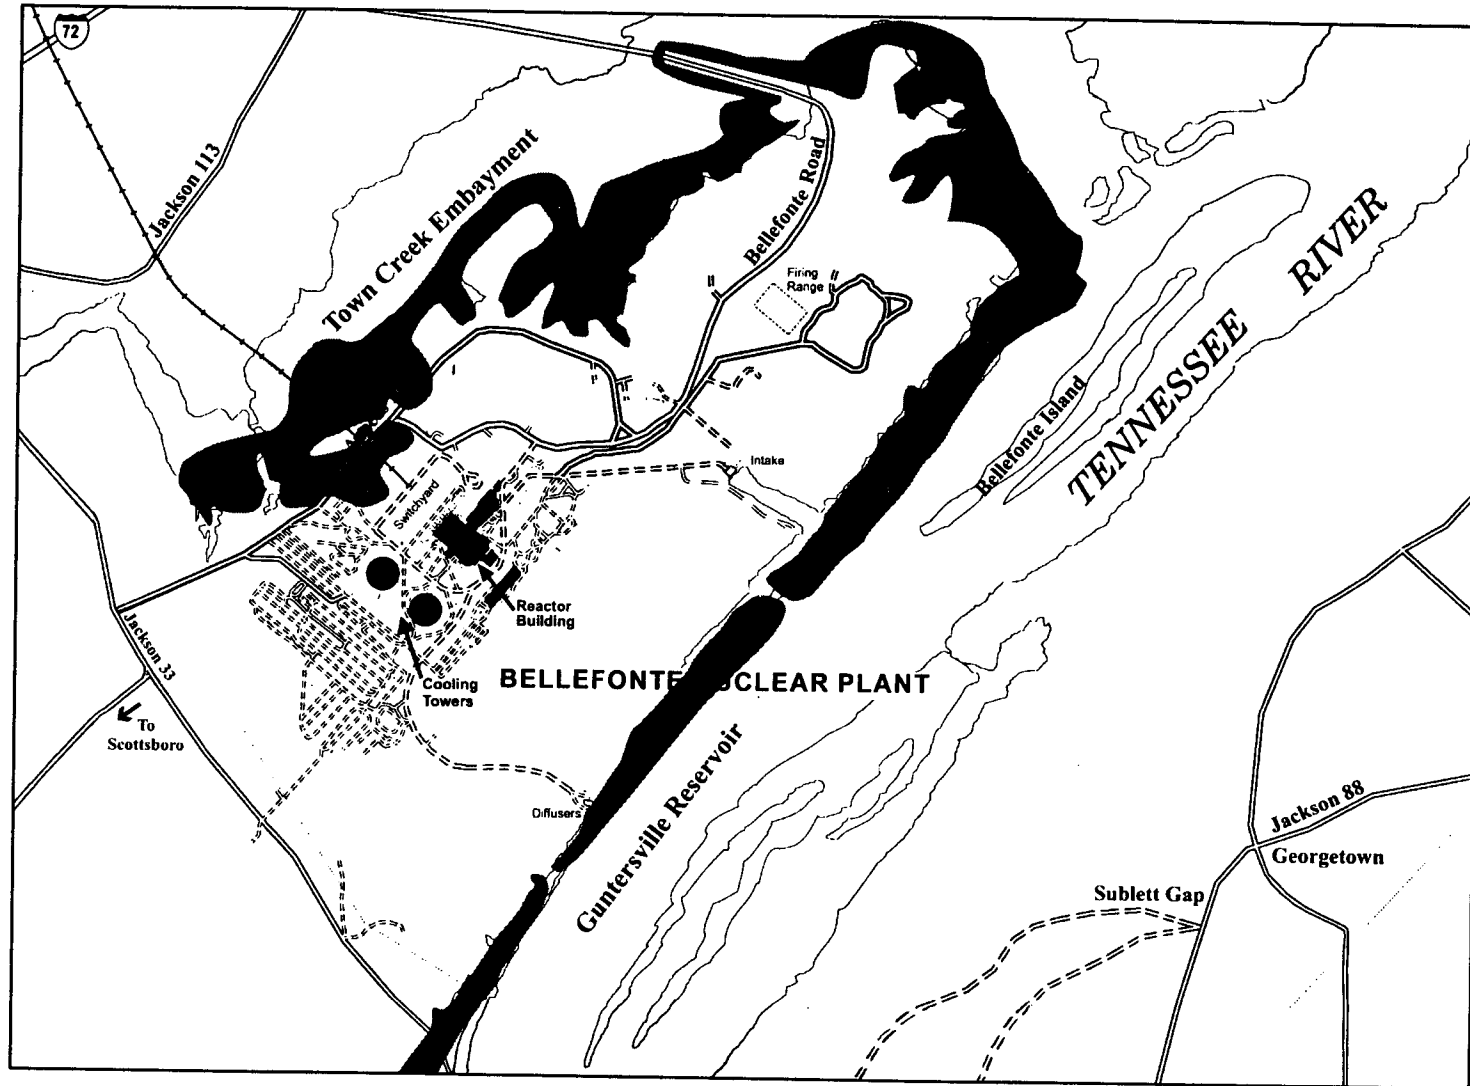 72
Jackson 113
Town Creek Embayment
Bellefonte Road
Firing
Range
RIVER
TENNESSEE
Bellefonte Island
Intake
Switchyard
Reactor
Building
Jackson 33
Cooling
Towers
BELLEFONTE UCLEAR PLANT
To
Scottsboro
Guntersville Reservoir
Diffusers
Jackson 88
Georgetown
Sublett Gap